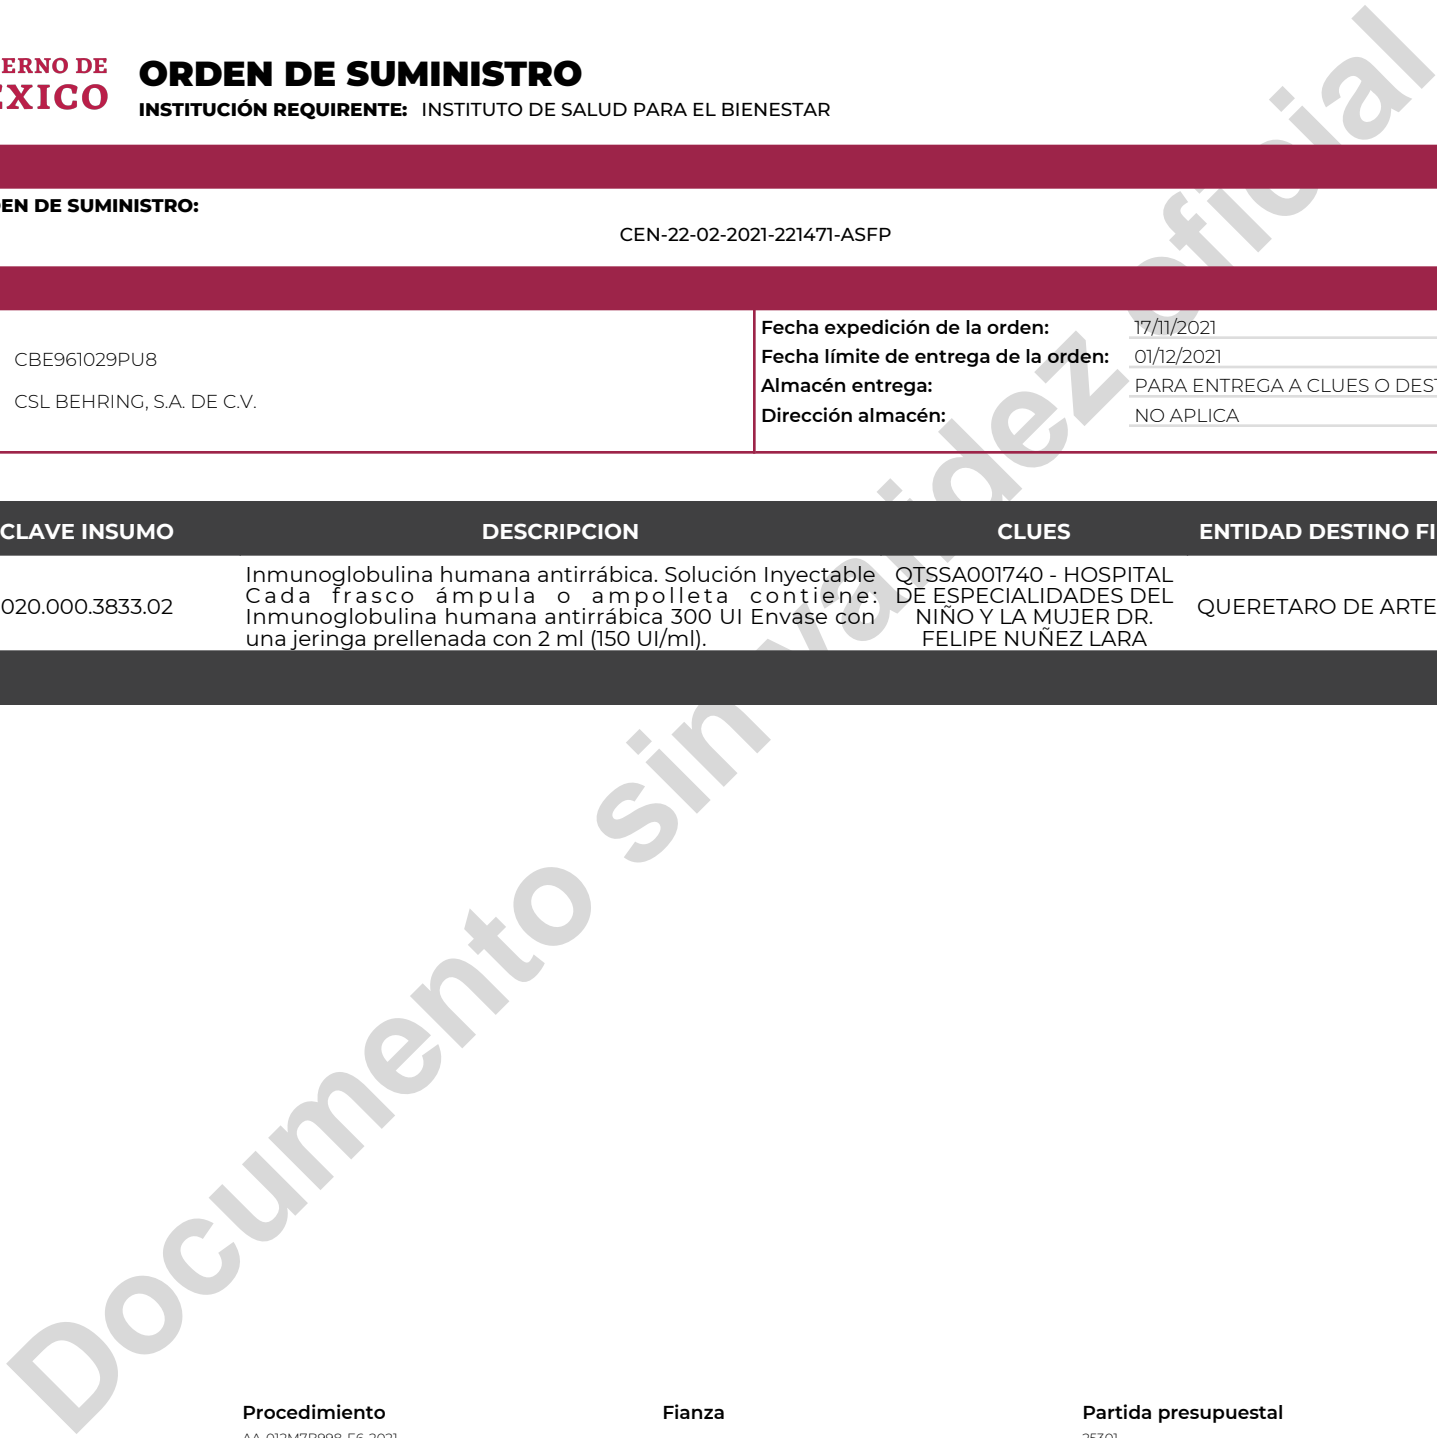 ERNO DE
EXICO
ORDEN DE SUMINISTRO
INSTITUCIÓN REQUIRENTE: INSTITUTO DE SALUD PARA EL BIENESTAR
EN DE SUMINISTRO:
CEN-22-02-2021-221471-ASFP
CBE961029PU8
CSL BEHRING, S.A. DE C.V.
Fecha expedición de la orden: 17/11/2021
Fecha límite de entrega de la orden: 01/12/2021
Almacén entrega: PARA ENTREGA A CLUES O DEST
Dirección almacén: NO APLICA
CLAVE INSUMO DESCRIPCION CLUES ENTIDAD DESTINO FI
020.000.3833.02
Inmunoglobulina humana antirrábica. Solución Inyectable
Cada frasco ámpula o ampolleta contiene:
Inmunoglobulina humana antirrábica 300 UI Envase con
una jeringa prellenada con 2 ml (150 UI/ml).
QTSSA001740 - HOSPITAL
DE ESPECIALIDADES DEL
NIÑO Y LA MUJER DR.
FELIPE NUÑEZ LARA
QUERETARO DE ARTE
Documento sin validez oficial
Procedimiento Fianza Partida presupuestal